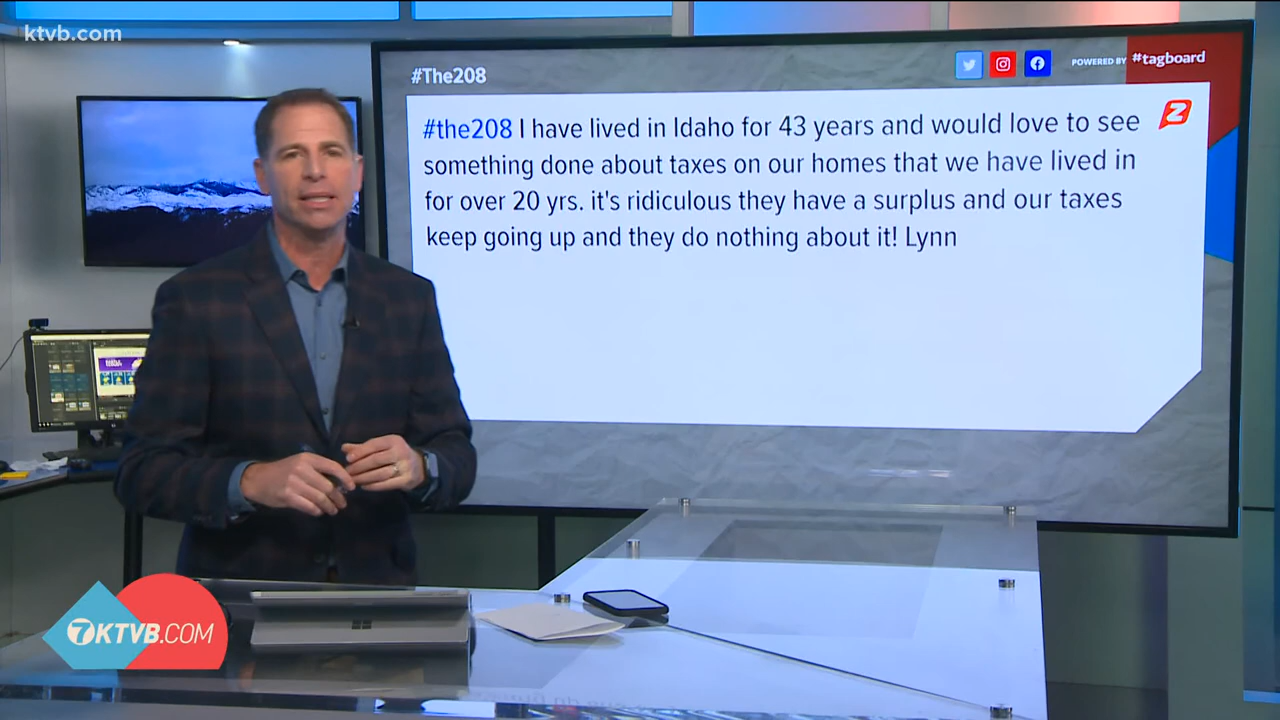 ktvb.com
#The208
POWERED BY #tagboard
#the208 I have lived in Idaho for 43 years and would love to see
something done about taxes on our homes that we have lived in
for over 20 yrs. it's ridiculous they have a surplus and our taxes
keep going up and they do nothing about it! Lynn
7KTVB.COM